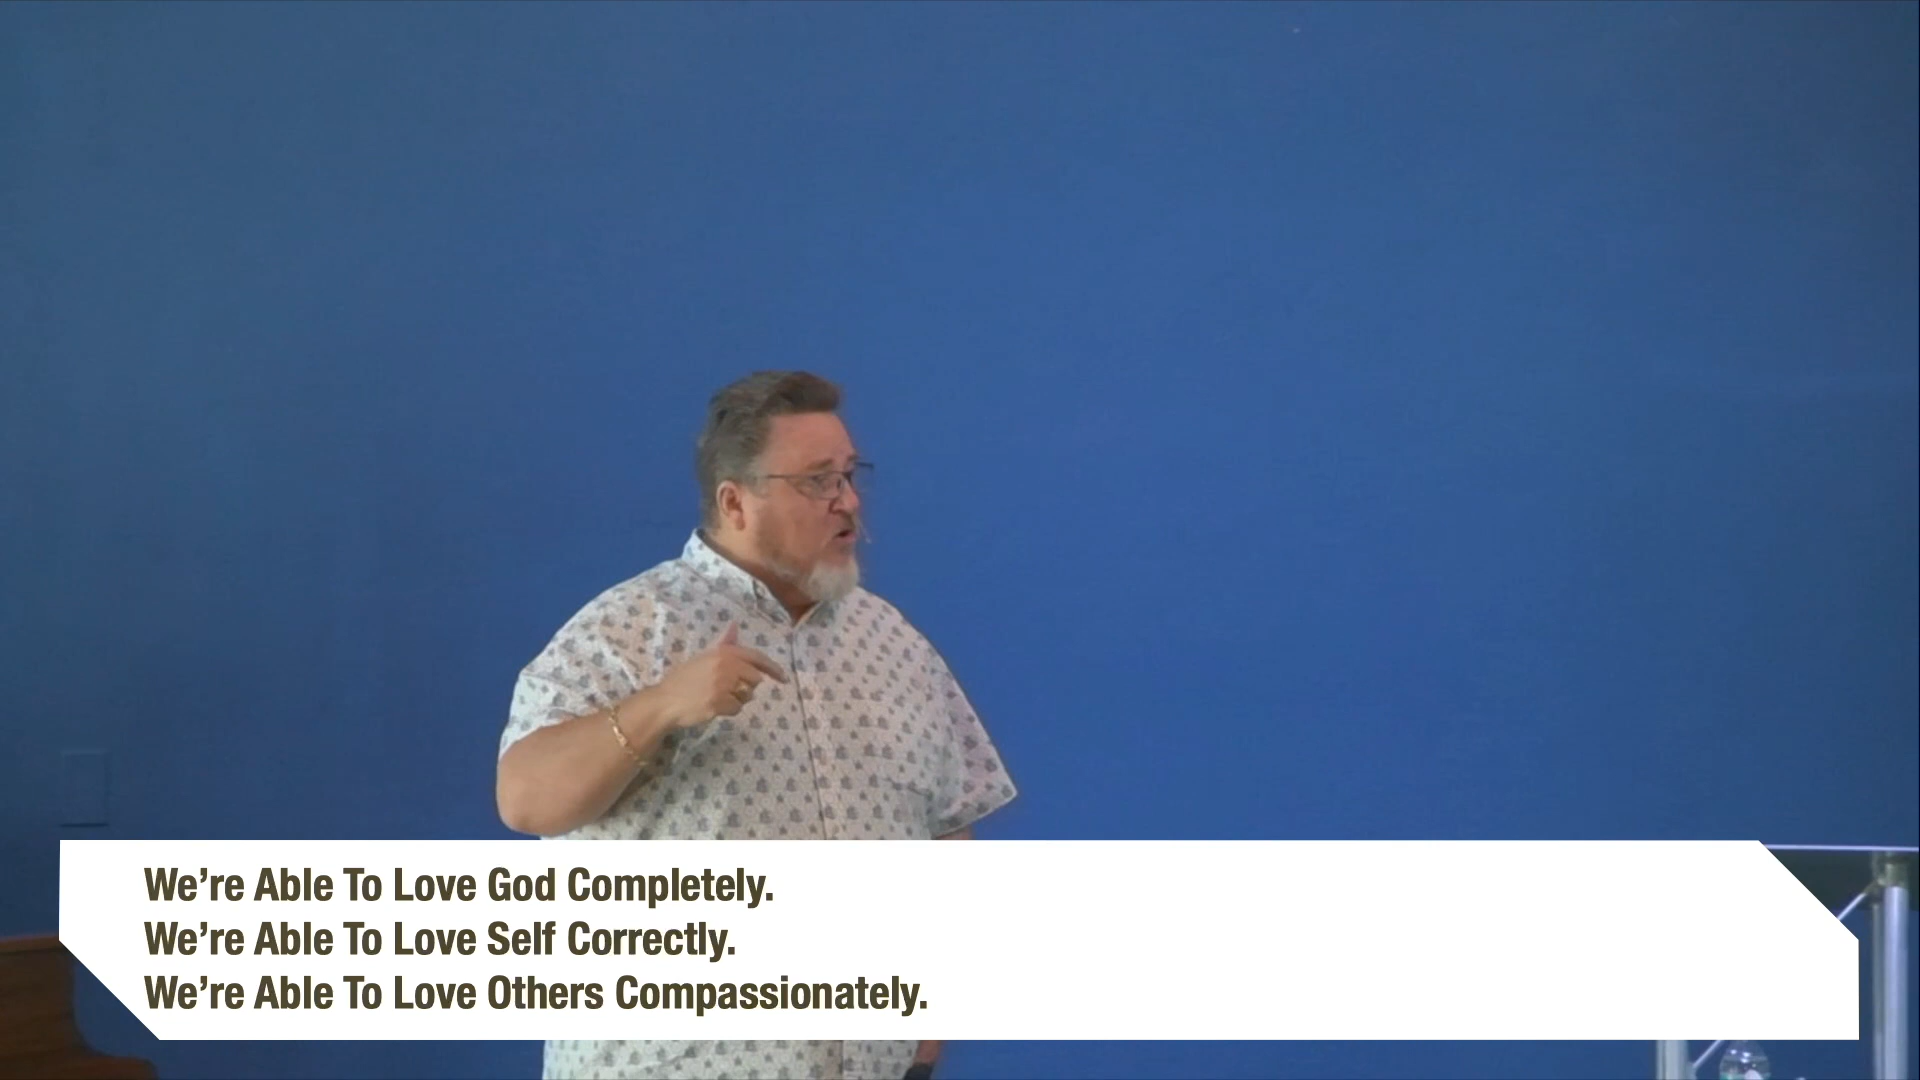 We’re Able To Love God Completely.
We’re Able To Love Self Correctly.
We’re Able To Love Others Compassionately.